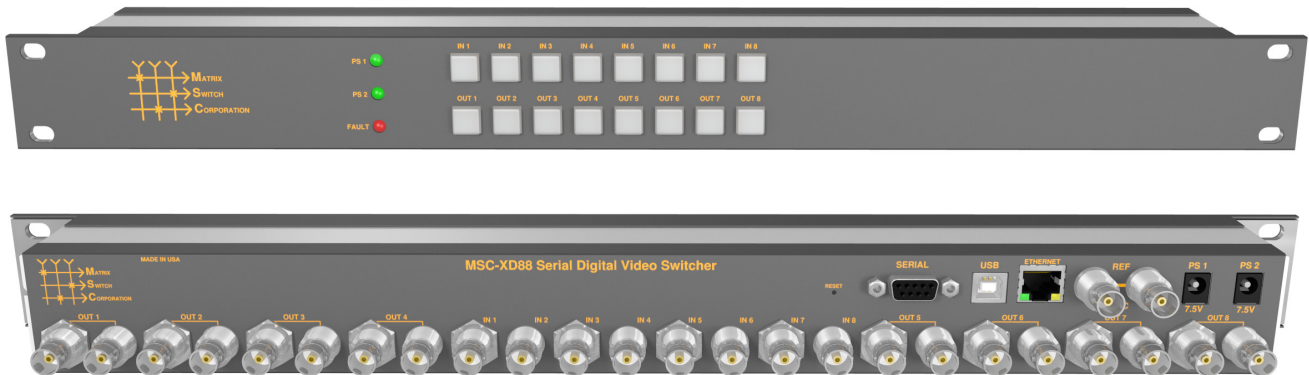 IN 1 IN 2 IN 3 IN 4 IN 5 IN 6 IN 7 IN 8
PS 1
MATRIX
SWITCH
PS 2
CORPORATION
OUT 1 OUT 2 OUT 3 OUT 4 OUT 5 OUT 6 OUT 7 OUT 8
FAULT
MADE IN USA
MSC-XD88 Serial Digital Video Switcher
SERIAL USB ETHERNET REF PS 1 PS 2
MATRIX
SWITCH
CORPORATION
RESET
7.5V 7.5V
OUT 1 OUT 2 OUT 3 OUT 4 IN 1 IN 2 IN 3 IN 4 IN 5 IN 6 IN 7 IN 8 OUT 5 OUT 6 OUT 7 OUT 8